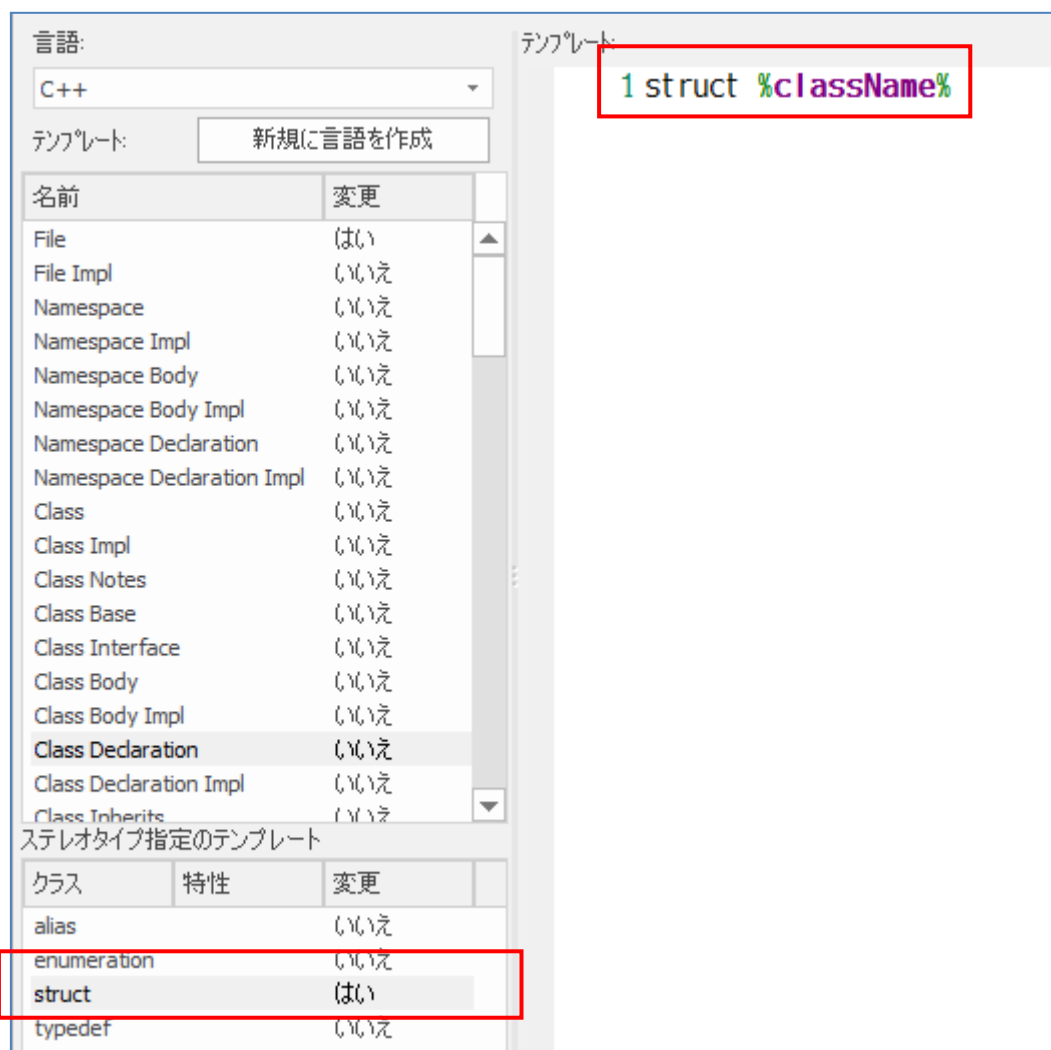 言語:
C++
テンプレート:
新規に言語を作成
名前 変更
File はい
File Impl いいえ
Namespace いいえ
Namespace Impl いいえ
Namespace Body いいえ
Namespace Body Impl いいえ
Namespace Declaration いいえ
Namespace Declaration Impl いいえ
Class いいえ
Class Impl いいえ
Class Notes いいえ
Class Base いいえ
Class Interface いいえ
Class Body いいえ
Class Body Impl いいえ
Class Declaration いいえ
Class Declaration Impl いいえ
Class Inherits いいえ
ステレオタイプ指定のテンプレート
クラス 特性 変更
alias いいえ
enumeration いいえ
struct はい
typedef いいえ
テンプレート:
1 struct %className%